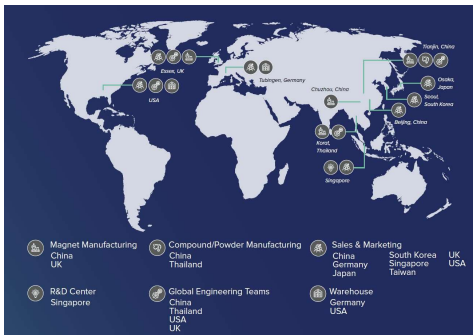 Tianjin, China
Essex, UK
Tubingen, Germany
Osaka,
Japan
Chuzhou, China
USA
Seoul,
South Korea
Beijing, China
Korat,
Thailand
Singapore
Magnet Manufacturing
China
UK
Compound/Powder Manufacturing
China
Thailand
Sales & Marketing
China
Germany
Japan
South Korea
Singapore
Taiwan
UK
USA
R&D Center
Singapore
Global Engineering Teams
China
Thailand
USA
UK
Warehouse
Germany
USA